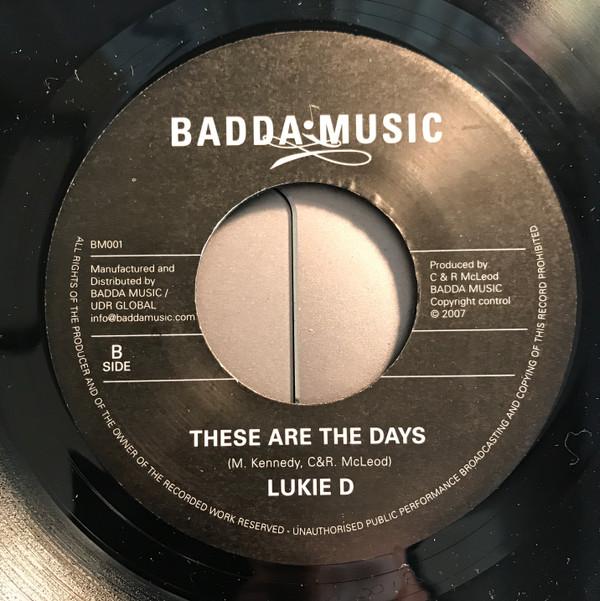 BADDA MUSIC
BM001
Manufactured and
Distributed by
BADDA MUSIC /
UDR GLOBAL
info@baddamusic.com
B
SIDE
Produced by:
C & R McLeod
BADDA MUSIC
Copyright control
© 2007
THESE ARE THE DAYS
(M. Kennedy, C&R. McLeod)
LUKIE D
ALL RIGHTS OF THE PRODUCER AND OF THE OWNER OF THE RECORDED WORK RESERVED - UNAUTHORISED PUBLIC PERFORMANCE BROADCASTING AND COPYING OF THIS RECORD PROHIBITED